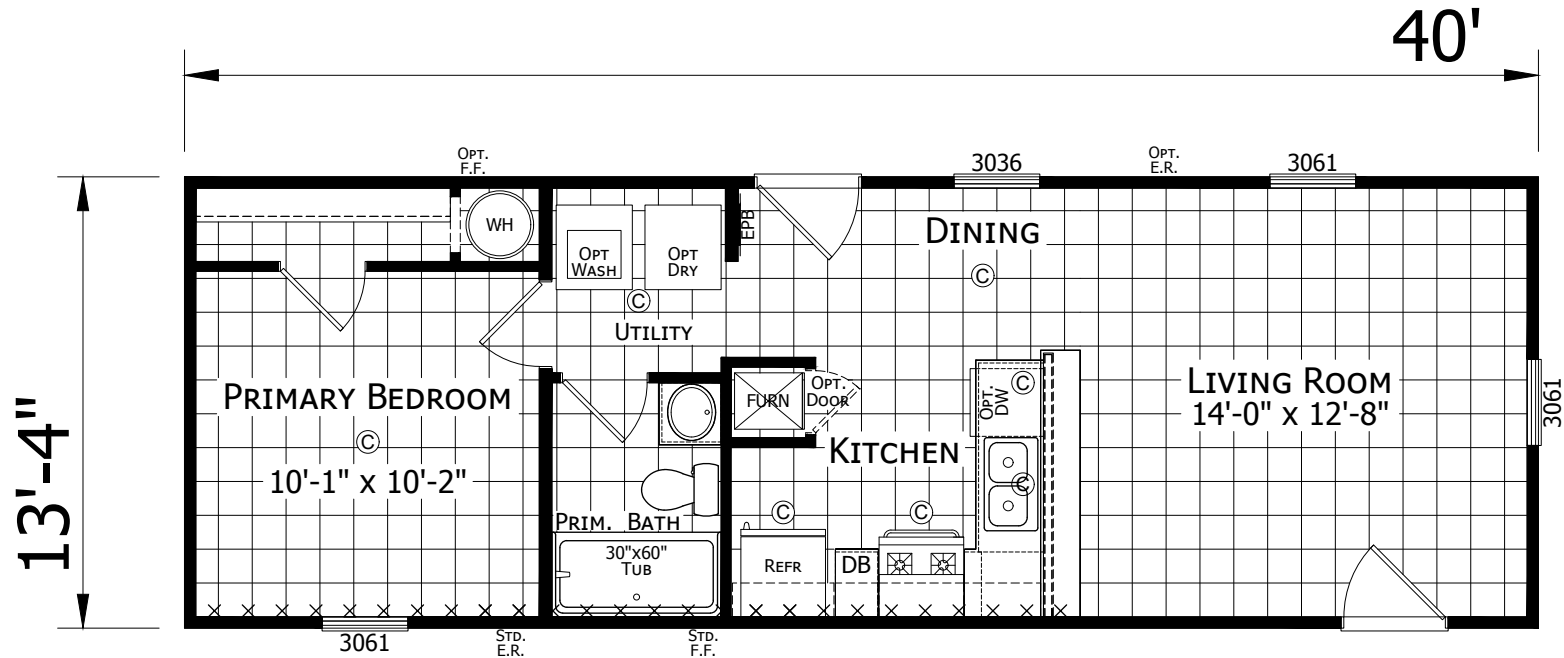 40'
13'-4"
OPT.
F.F.
3036
OPT.
E.R.
3061
WH
OPT
WASH
OPT
DRY
EPB
DINING
C
C
UTILITY
PRIMARY BEDROOM
C
10'-1" x 10'-2"
FURN
OPT.
DOOR
OPT.
DW.
C
LIVING ROOM
14'-0" x 12'-8"
3061
KITCHEN
C
C
C
PRIM. BATH
30"x60"
TUB
REFR
DB
3061
STD.
E.R.
STD.
F.F.